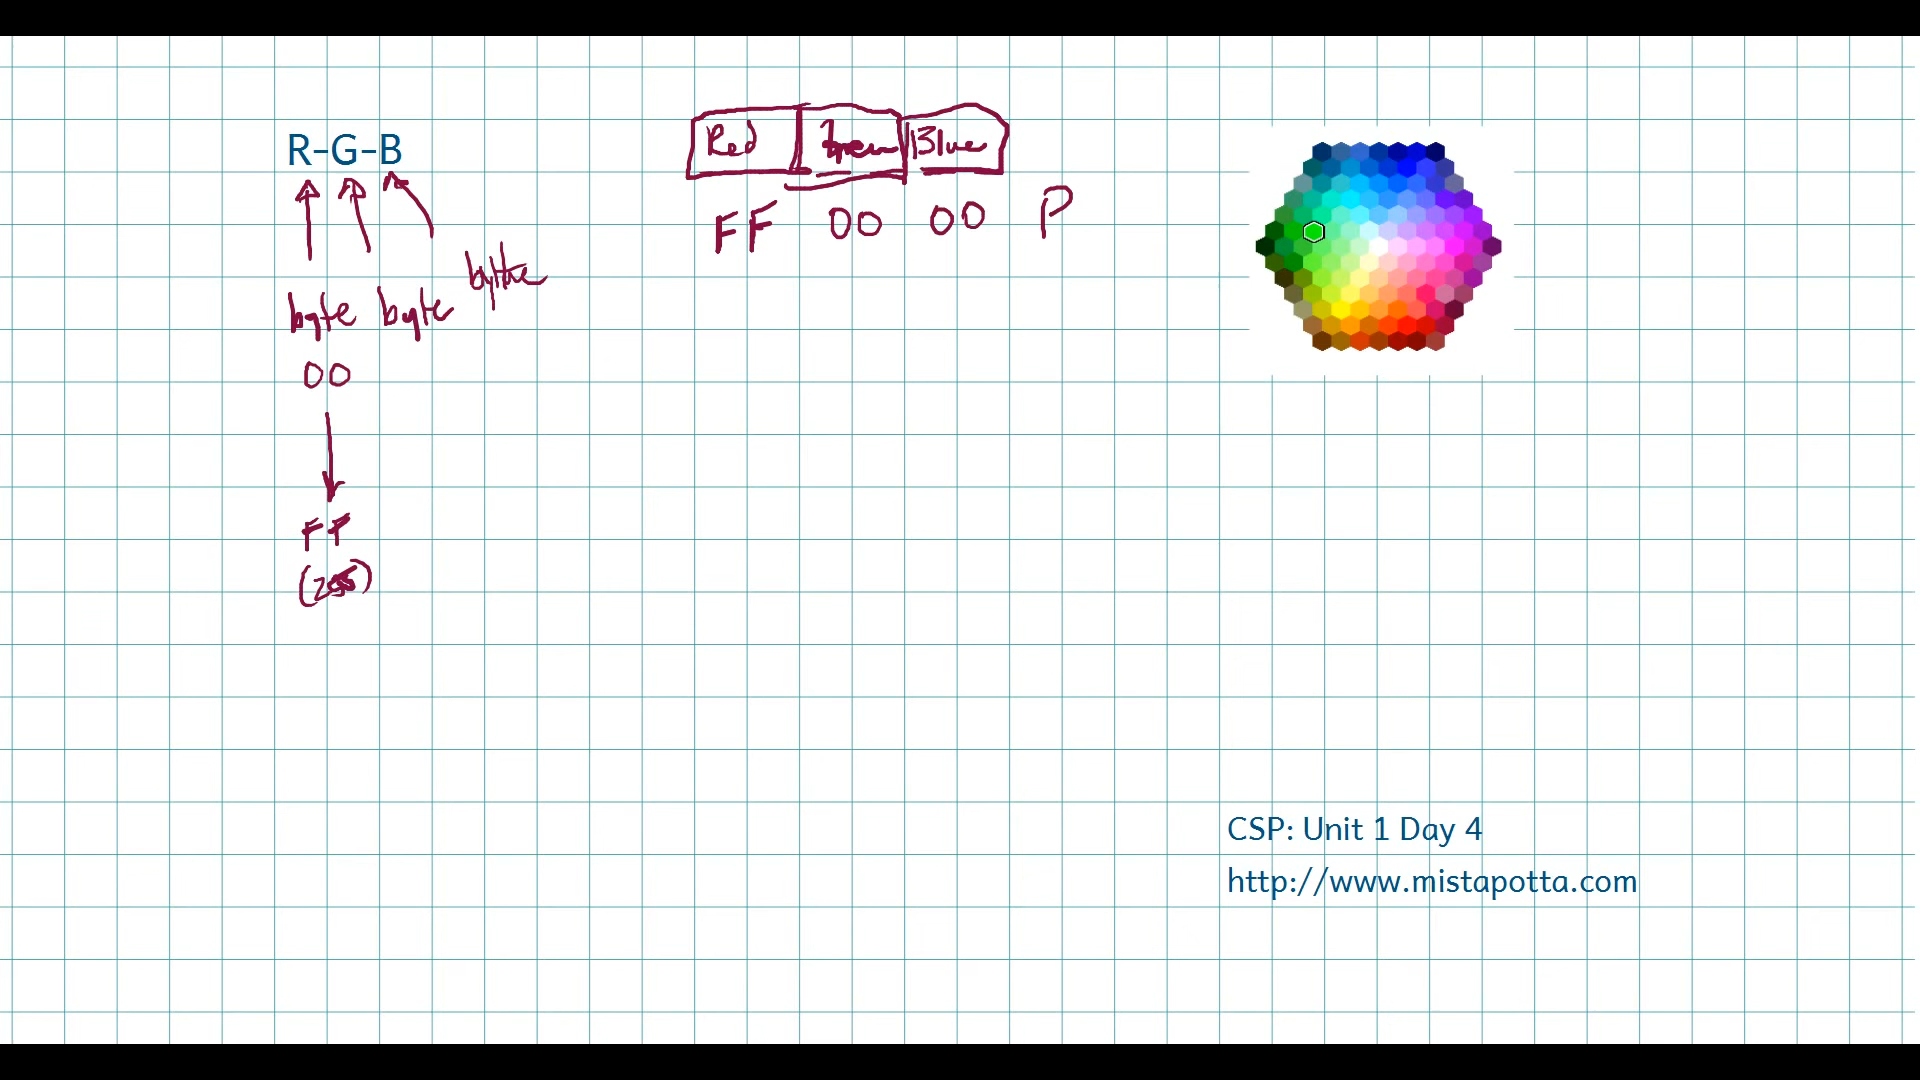 R-G-B
byte byte byte
00
FF
(255)
Red Green Blue
FF 00 00 P
CSP: Unit 1 Day 4
http://www.mistapotta.com